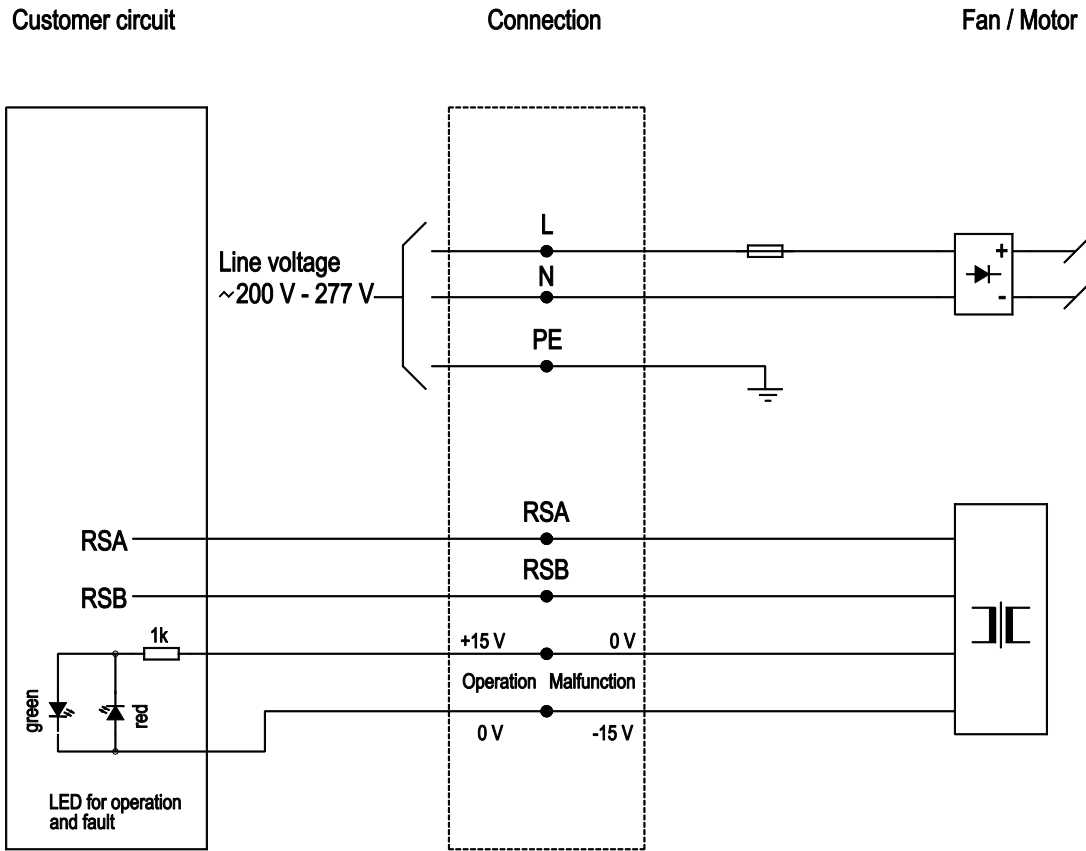 Customer circuit
Connection
Fan / Motor
L
Line voltage
~200 V - 277 V
N
PE
+
-
RSA
RSA
RSB
RSB
1k
+15 V
0 V
Operation
Malfunction
green
red
0 V
-15 V
LED for operation
and fault